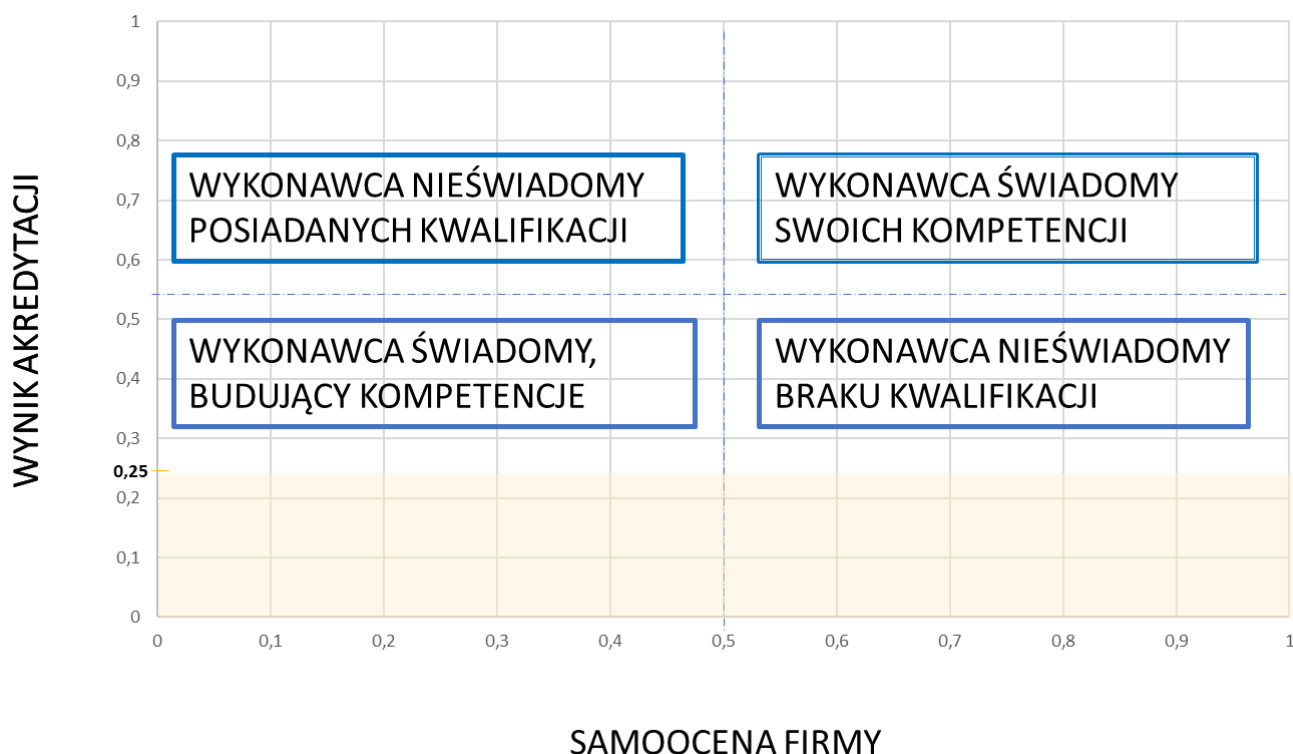 WYNIK AKREDYTACJI
1
0,9
0,8
0,7
0,6
0,5
0,4
0,3
0,25
0,2
0,1
0
WYKONAWCA NIEŚWIADOMY
POSIADANYCH KWALIFIKACJI
WYKONAWCA ŚWIADOMY
SWOICH KOMPETENCJI
WYKONAWCA ŚWIADOMY,
BUDUJĄCY KOMPETENCJE
WYKONAWCA NIEŚWIADOMY
BRAKU KWALIFIKACJI
0 0,1 0,2 0,3 0,4 0,5 0,6 0,7 0,8 0,9 1
SAMOOCENA FIRMY